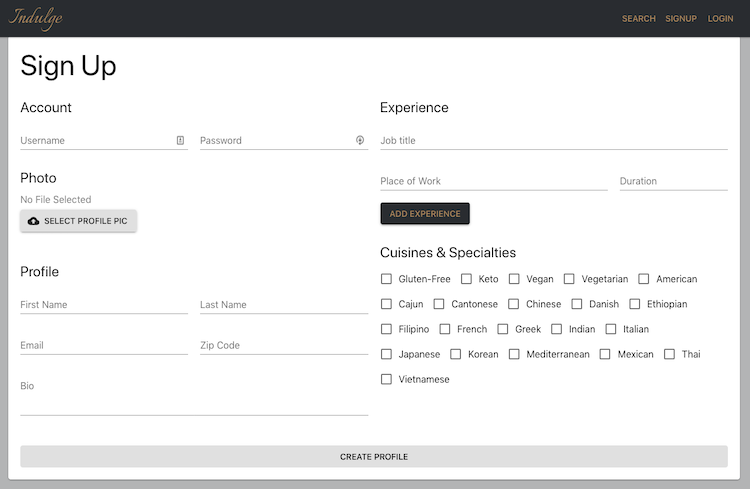 Indulge
SEARCH SIGNUP LOGIN
Sign Up
Account
Username Password
Photo
No File Selected
SELECT PROFILE PIC
Profile
First Name Last Name
Email Zip Code
Bio
Experience
Job title
Place of Work Duration
ADD EXPERIENCE
Cuisines & Specialties
Gluten-Free Keto Vegan Vegetarian American
Cajun Cantonese Chinese Danish Ethiopian
Filipino French Greek Indian Italian
Japanese Korean Mediterranean Mexican Thai
Vietnamese
CREATE PROFILE